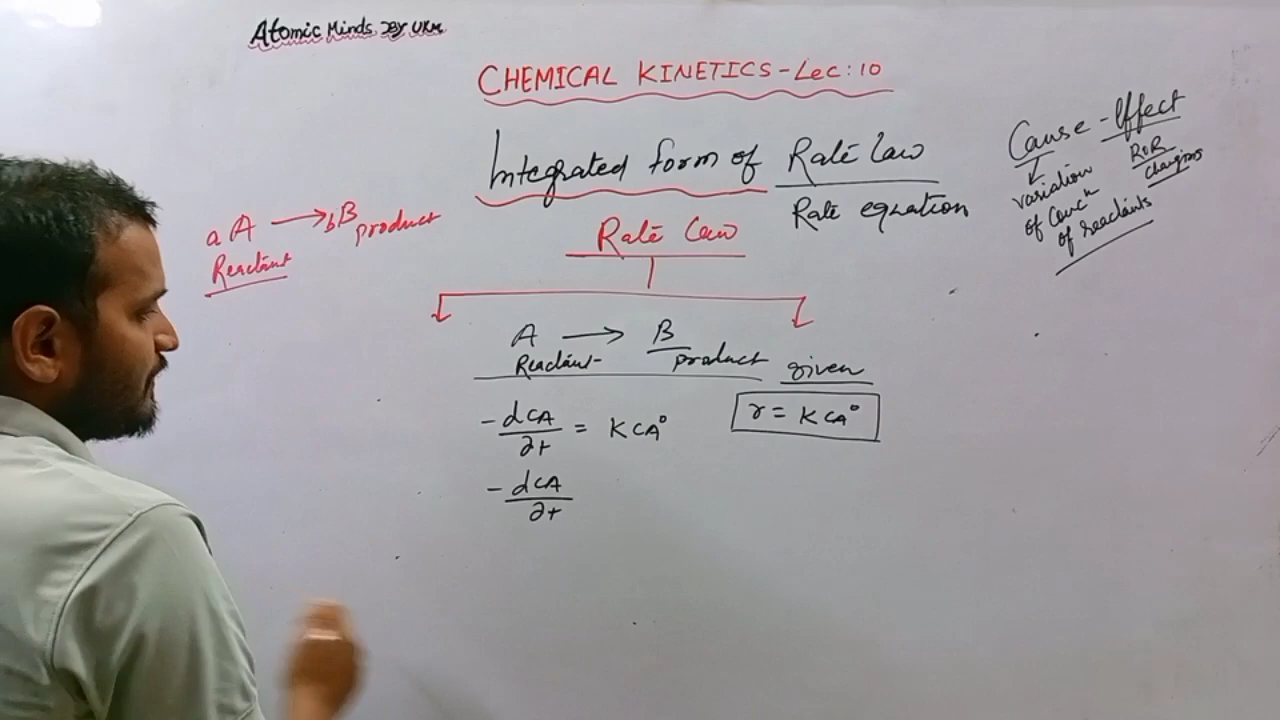 Atomic Minds By UKM
CHEMICAL KINETICS - Lec: 10
Integrated form of Rate law
Rate equation
Cause - Effect
variation
of Concⁿ
of reactants
ROR
changes
aA ⟶ bB
Reactant
product
Rate Law
A ⟶ B
Reactant product
given
-dCA/dt = KCA°
r = KCA°
-dCA/dt